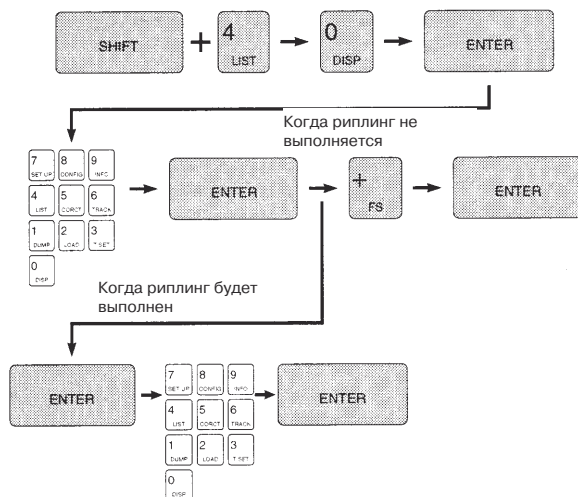 SHIFT + 4 LIST → 0 DISP → ENTER
Когда риплинг не
выполняется
7 SET UP 8 CONFIG 9 INFO
4 LIST 5 CORCT 6 TRACK
1 DUMP 2 LOAD 3 T SET
0 DISP
→ ENTER → + FS → ENTER
Когда риплинг будет
выполнен
ENTER →
7 SET UP 8 CONFIG 9 INFO
4 LIST 5 CORCT 6 TRACK
1 DUMP 2 LOAD 3 T SET
0 DISP
→ ENTER